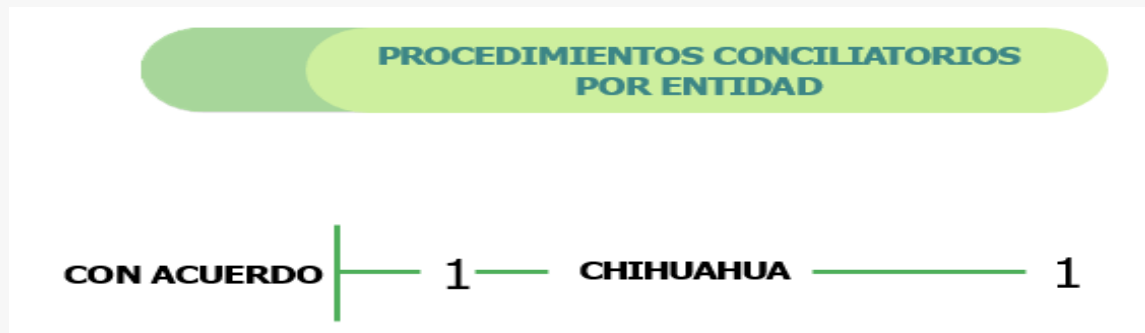 PROCEDIMIENTOS CONCILIATORIOS
POR ENTIDAD
CON ACUERDO 1 CHIHUAHUA 1